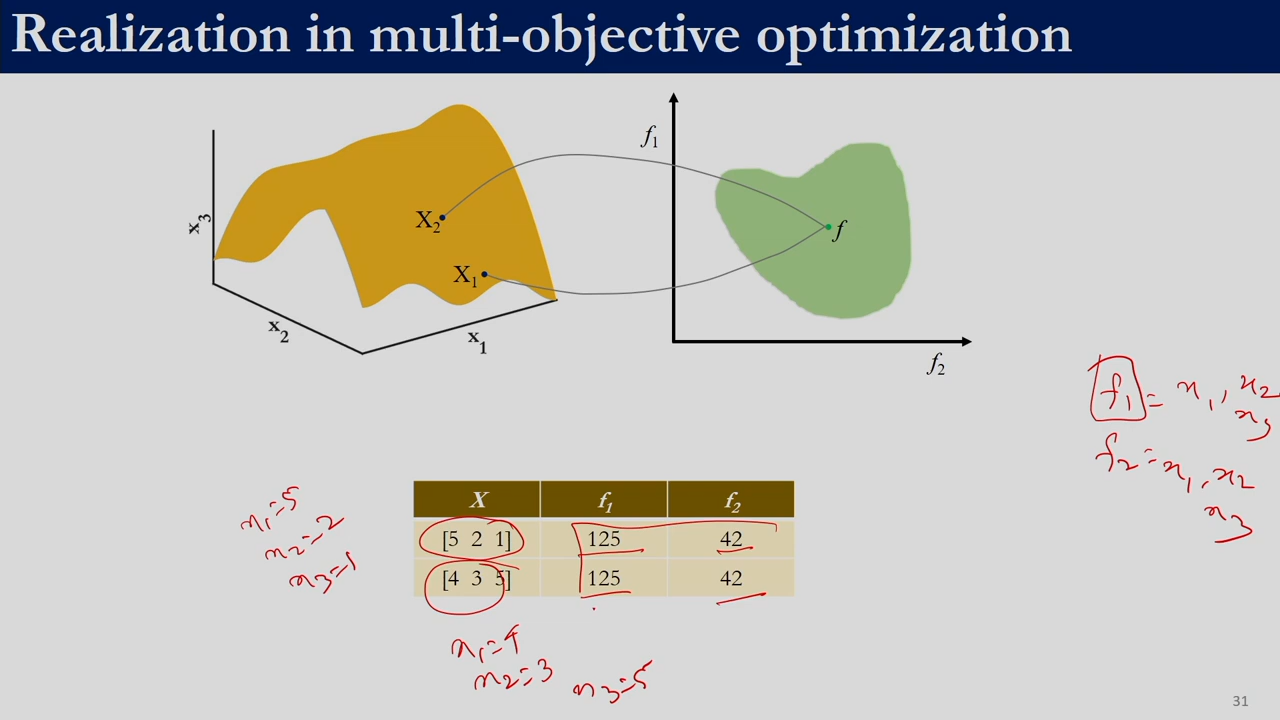 Realization in multi-objective optimization
f1
x3
X2
f
X1
x2
x1
f2
f1 = x1, x2
x3
f2 = x1, x2
x3
X f1 f2
[5 2 1] 125 42
[4 3 5] 125 42
x1=5
x2=2
x3=1
x1=4
x2=3
x3=5
31